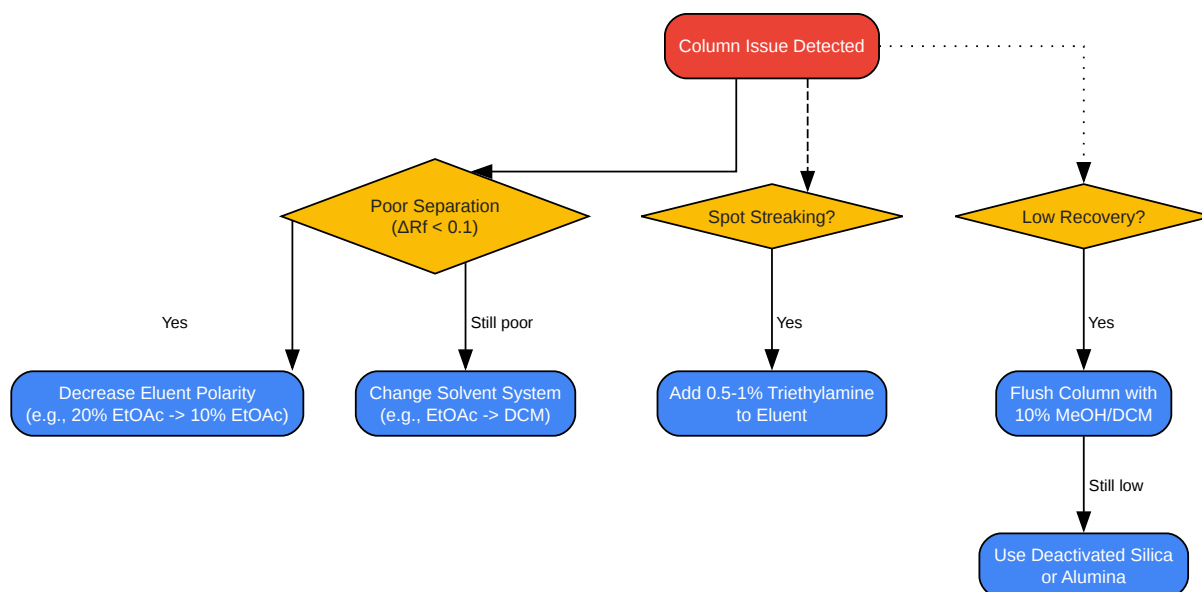 Column Issue Detected
Poor Separation
(ΔRf < 0.1)
Spot Streaking?
Low Recovery?
Yes
Still poor
Yes
Yes
Decrease Eluent Polarity
(e.g., 20% EtOAc -> 10% EtOAc)
Change Solvent System
(e.g., EtOAc -> DCM)
Add 0.5-1% Triethylamine
to Eluent
Flush Column with
10% MeOH/DCM
Still low
Use Deactivated Silica
or Alumina